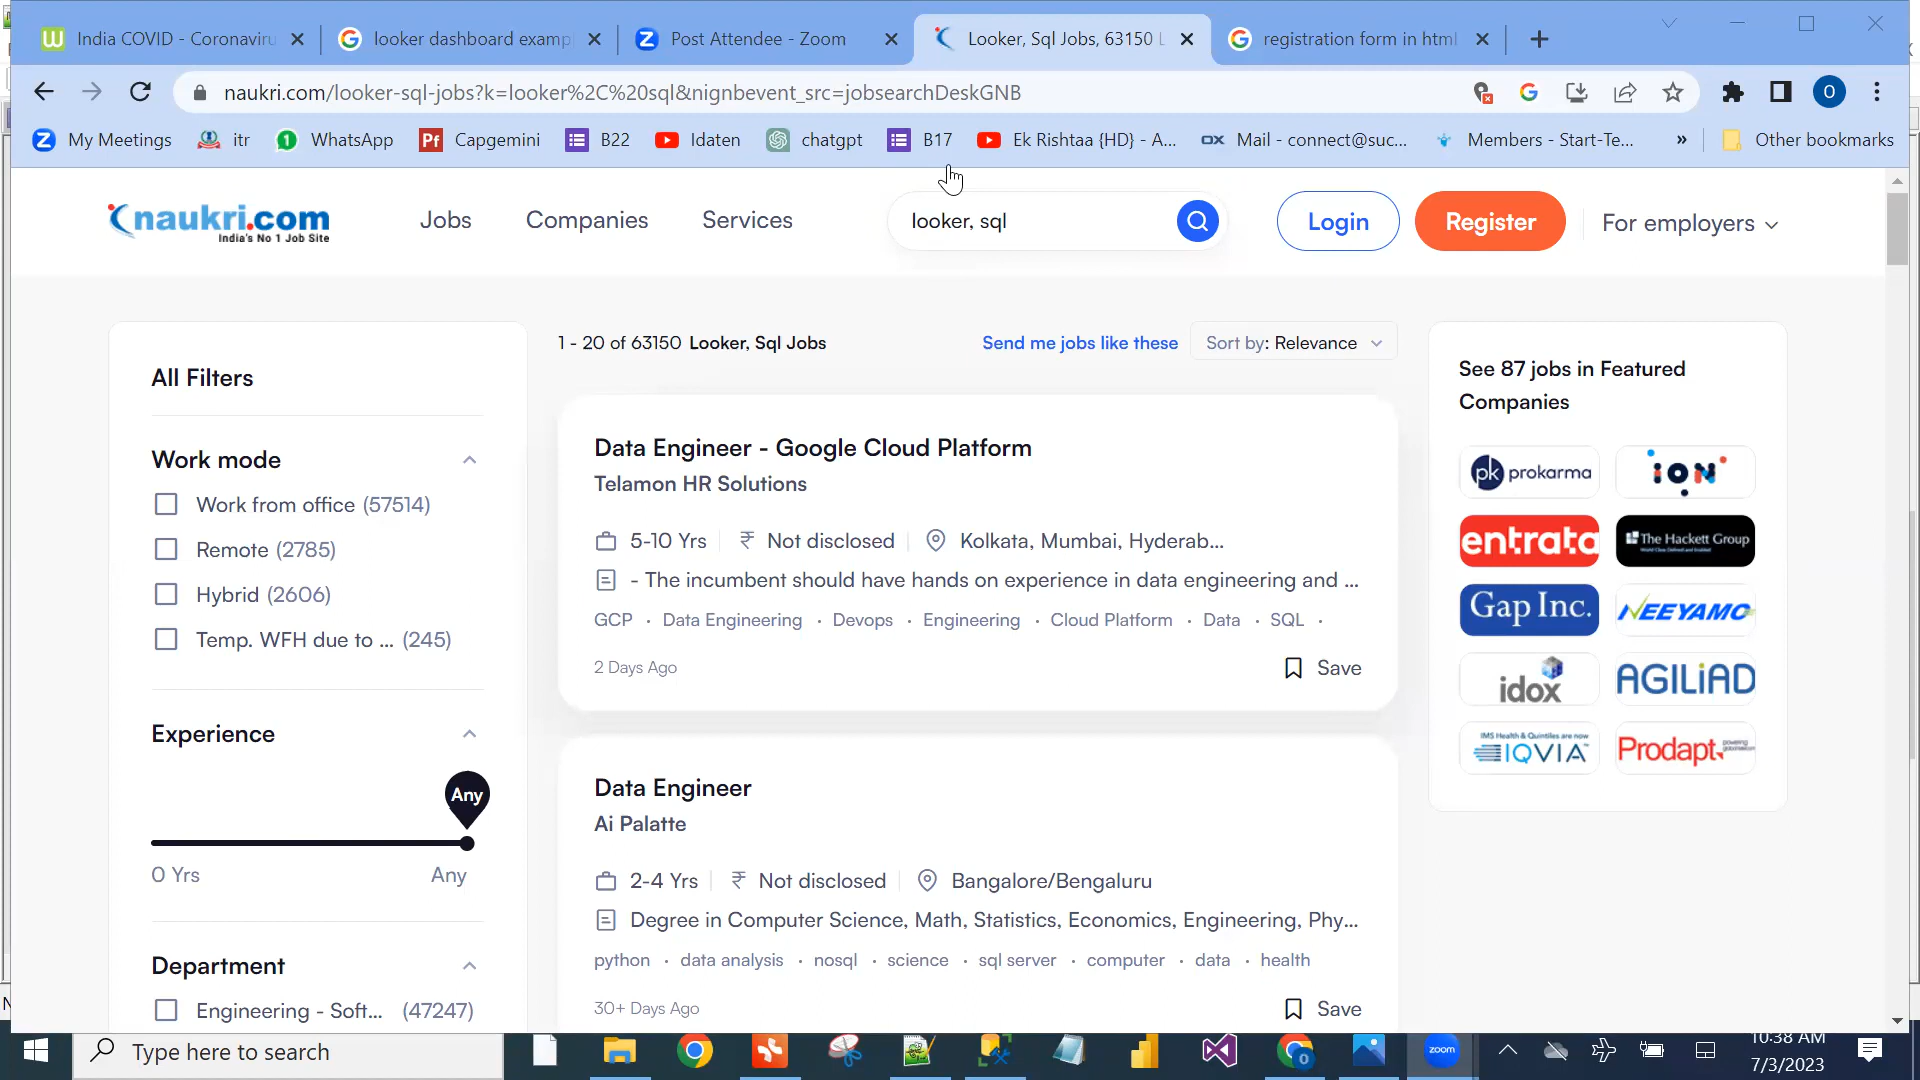 India COVID - Coronaviru
looker dashboard examp
Post Attendee - Zoom
Looker, Sql Jobs, 63150 L
registration form in html
naukri.com/looker-sql-jobs?k=looker%2C%20sql&nignbevent_src=jobsearchDeskGNB
O
My Meetings
itr
1
WhatsApp
Pf
Capgemini
B22
Idaten
chatgpt
B17
Ek Rishtaa {HD} - A...
OX
Mail - connect@suc...
Members - Start-Te...
»
Other bookmarks
naukri.com
India's No 1 Job Site
Jobs
Companies
Services
looker, sql
Login
Register
For employers
All Filters
Work mode
Work from office (57514)
Remote (2785)
Hybrid (2606)
Temp. WFH due to ... (245)
Experience
Any
0 Yrs
Any
Department
Engineering - Soft... (47247)
1 - 20 of 63150 Looker, Sql Jobs
Send me jobs like these
Sort by: Relevance
Data Engineer - Google Cloud Platform
Telamon HR Solutions
5-10 Yrs
₹ Not disclosed
Kolkata, Mumbai, Hyderab...
- The incumbent should have hands on experience in data engineering and ...
GCP · Data Engineering · Devops · Engineering · Cloud Platform · Data · SQL ·
2 Days Ago
Save
Data Engineer
Ai Palatte
2-4 Yrs
₹ Not disclosed
Bangalore/Bengaluru
Degree in Computer Science, Math, Statistics, Economics, Engineering, Phy...
python · data analysis · nosql · science · sql server · computer · data · health
30+ Days Ago
Save
See 87 jobs in Featured
Companies
pk prokarma
ION
entrata
The Hackett Group
Gap Inc.
NEEYAMO
idox
AGILIAD
IMS Health & Quintiles are now
IQVIA
Prodapt
Type here to search
zoom
10:38 AM
7/3/2023